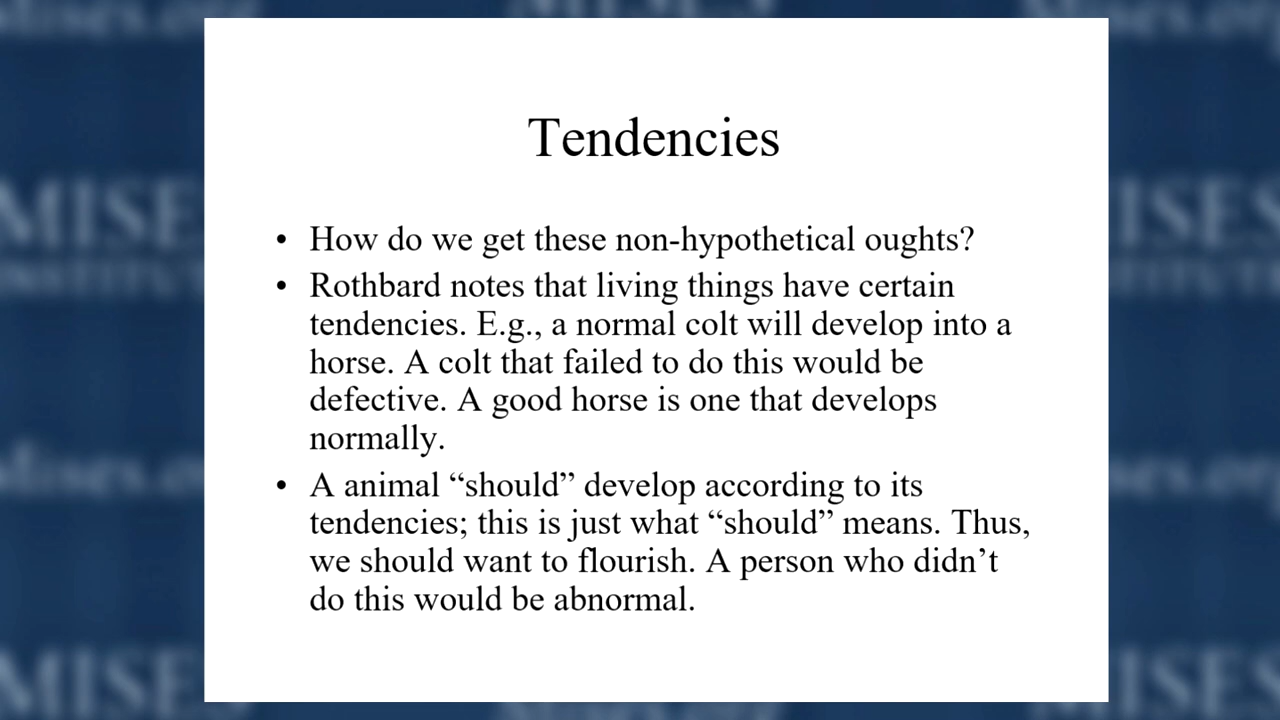 Tendencies
• How do we get these non-hypothetical oughts?
• Rothbard notes that living things have certain
tendencies. E.g., a normal colt will develop into a
horse. A colt that failed to do this would be
defective. A good horse is one that develops
normally.
• A animal “should” develop according to its
tendencies; this is just what “should” means. Thus,
we should want to flourish. A person who didn’t
do this would be abnormal.
MISES